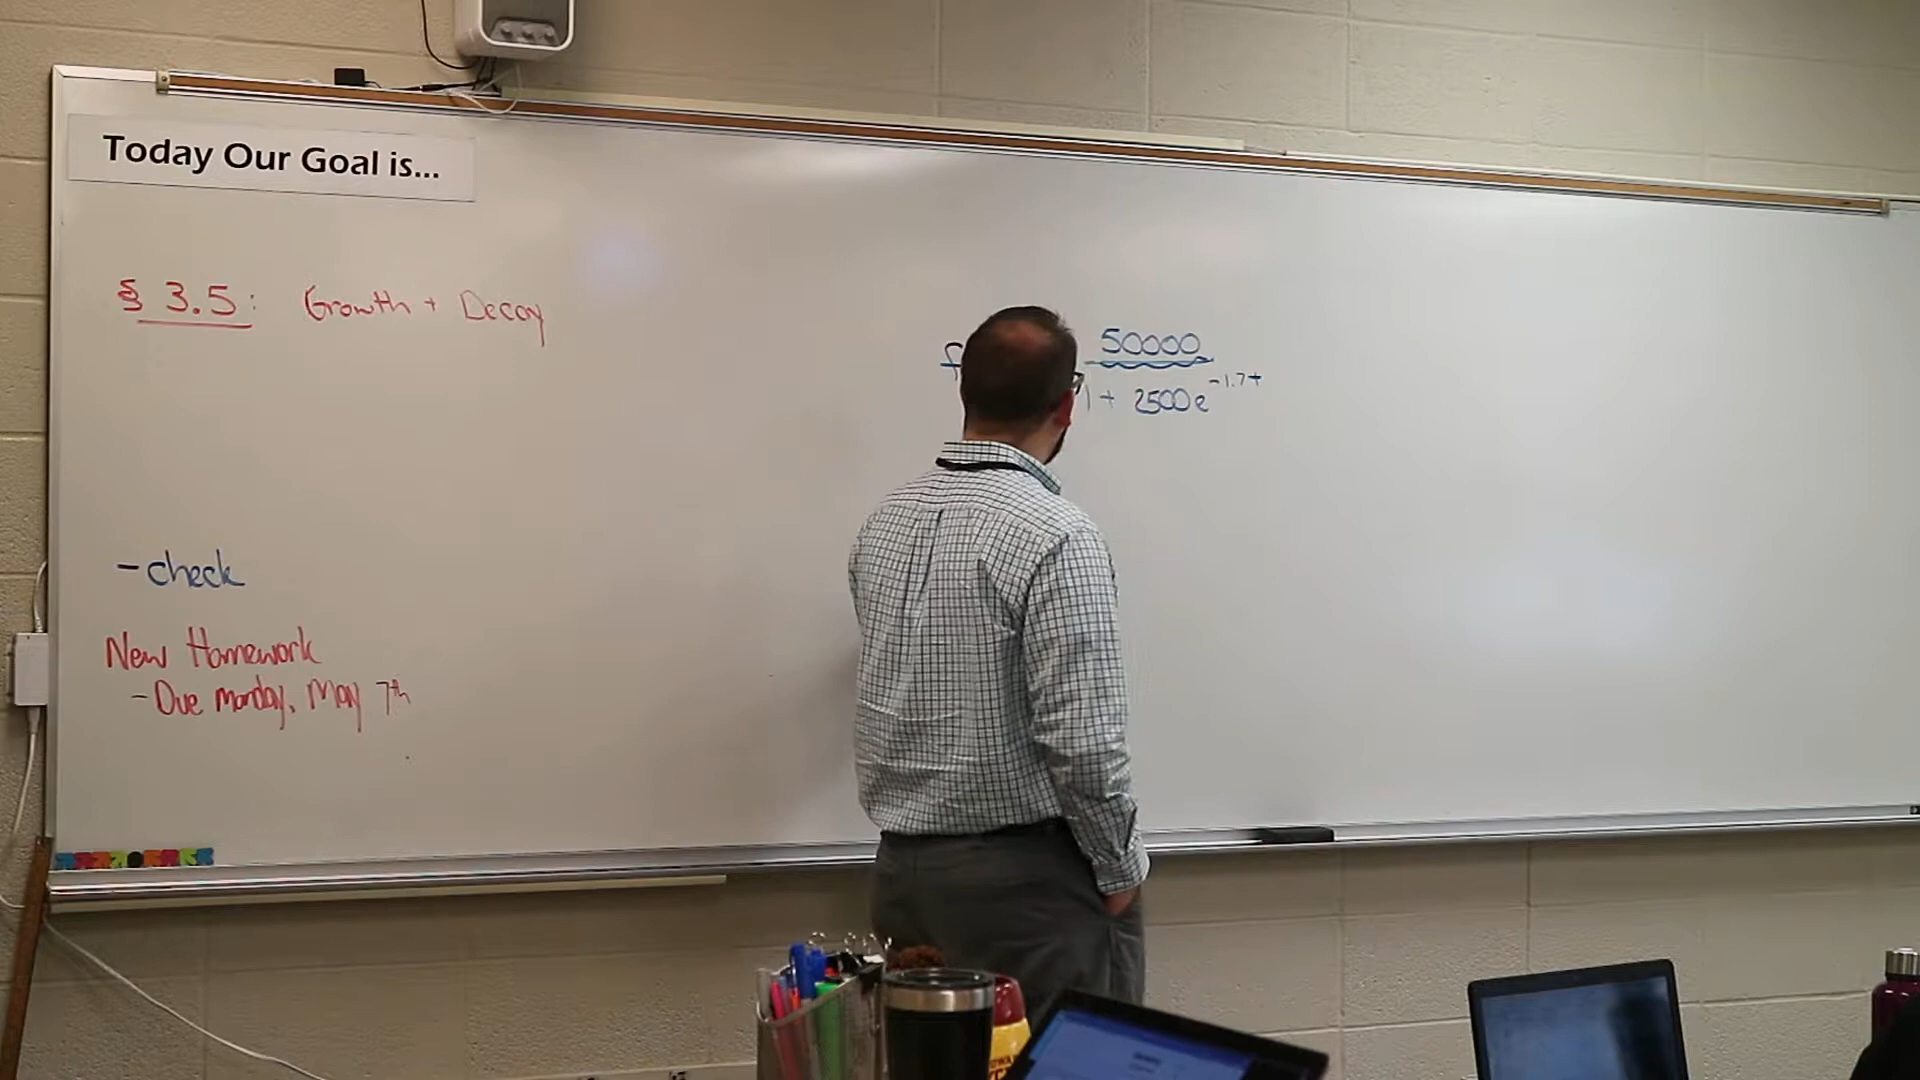 Today Our Goal is...
§ 3.5: Growth + Decay
f
50000
1 + 2500e^-1.7t
- check
New Homework
- Due Monday, May 7th